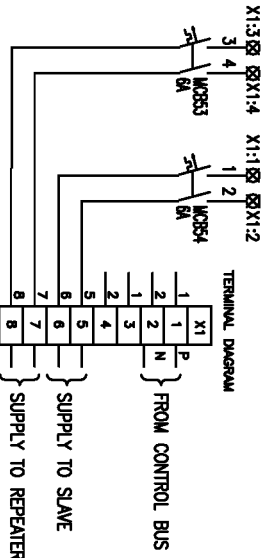 X1:3 X1:4
3 4
MCB53
6A
X1:1 X1:2
1 2
MCB54
6A
TERMINAL DIAGRAM
X1
1 1 P
2 2 N
FROM CONTROL BUS
1 3
2 4
5 5
6 6
SUPPLY TO SLAVE
7 7
8 8
SUPPLY TO REPEATER